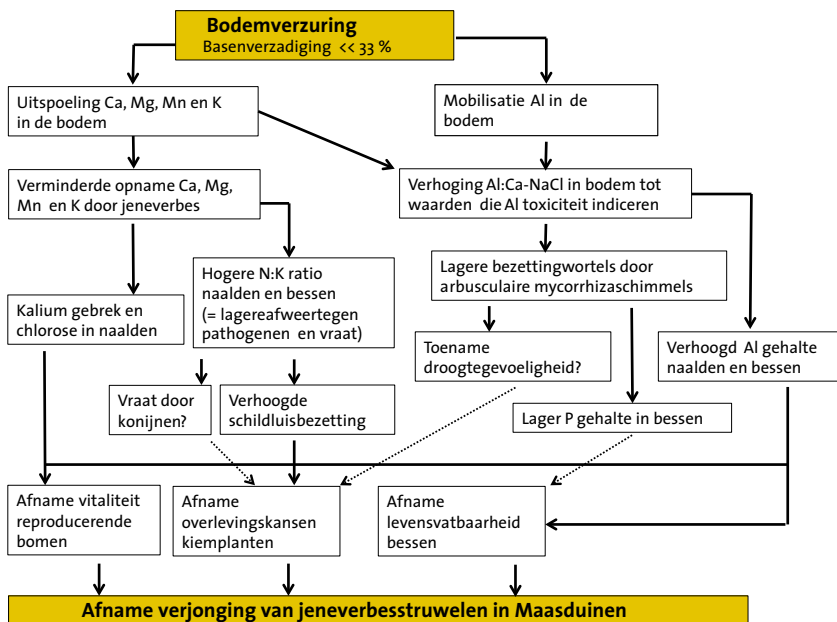 Bodemverzuring
Basenverzadiging << 33 %
Uitspoeling Ca, Mg, Mn en K
in de bodem
Mobilisatie Al in de
bodem
Verminderde opname Ca, Mg,
Mn en K door jeneverbes
Verhoging Al:Ca-NaCl in bodem tot
waarden die Al toxiciteit indiceren
Hogere N:K ratio
naalden en bessen
(= lagereafweertegen
pathogenen en vraat)
Lagere bezettingwortels door
arbusculaire mycorrhizaschimmels
Kalium gebrek en
chlorose in naalden
Toename
droogtegevoeligheid?
Verhoogd Al gehalte
naalden en bessen
Vraat door
konijnen?
Verhoogde
schildluisbezetting
Lager P gehalte in bessen
Afname vitaliteit
reproducerende
bomen
Afname
overlevingskansen
kiemplanten
Afname
levensvatbaarheid
bessen
Afname verjonging van jeneverbesstruwelen in Maasduinen